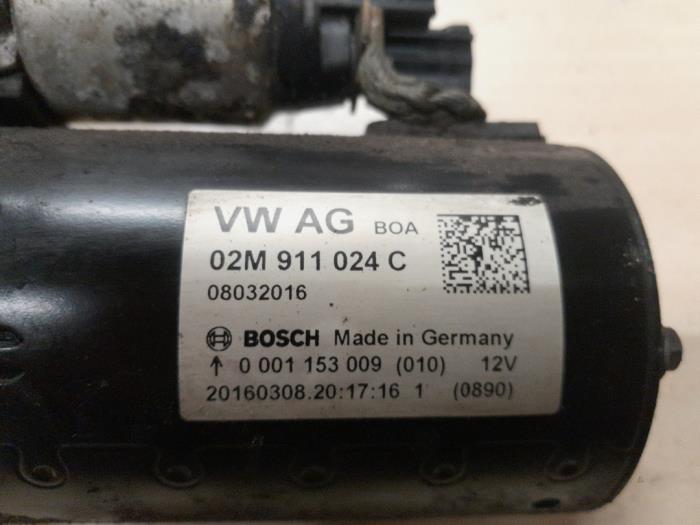 VW AG BOA
02M 911 024 C
08032016
BOSCH Made in Germany
↑ 0 001 153 009 (010) 12V
20160308.20:17:16 1 (0890)